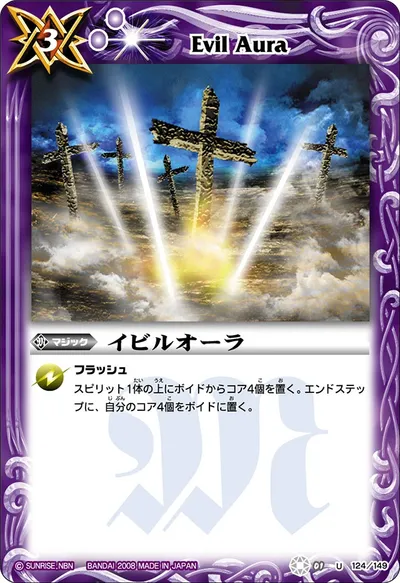 3
Evil Aura
マジック
イビルオーラ
フラッシュ
スピリット1体の上にボイドからコア4個を置く。エンドステッ
プに、自分のコア4個をボイドに置く。
© SUNRISE.NBN BANDAI 2008 MADE IN JAPAN 01 U 124/149